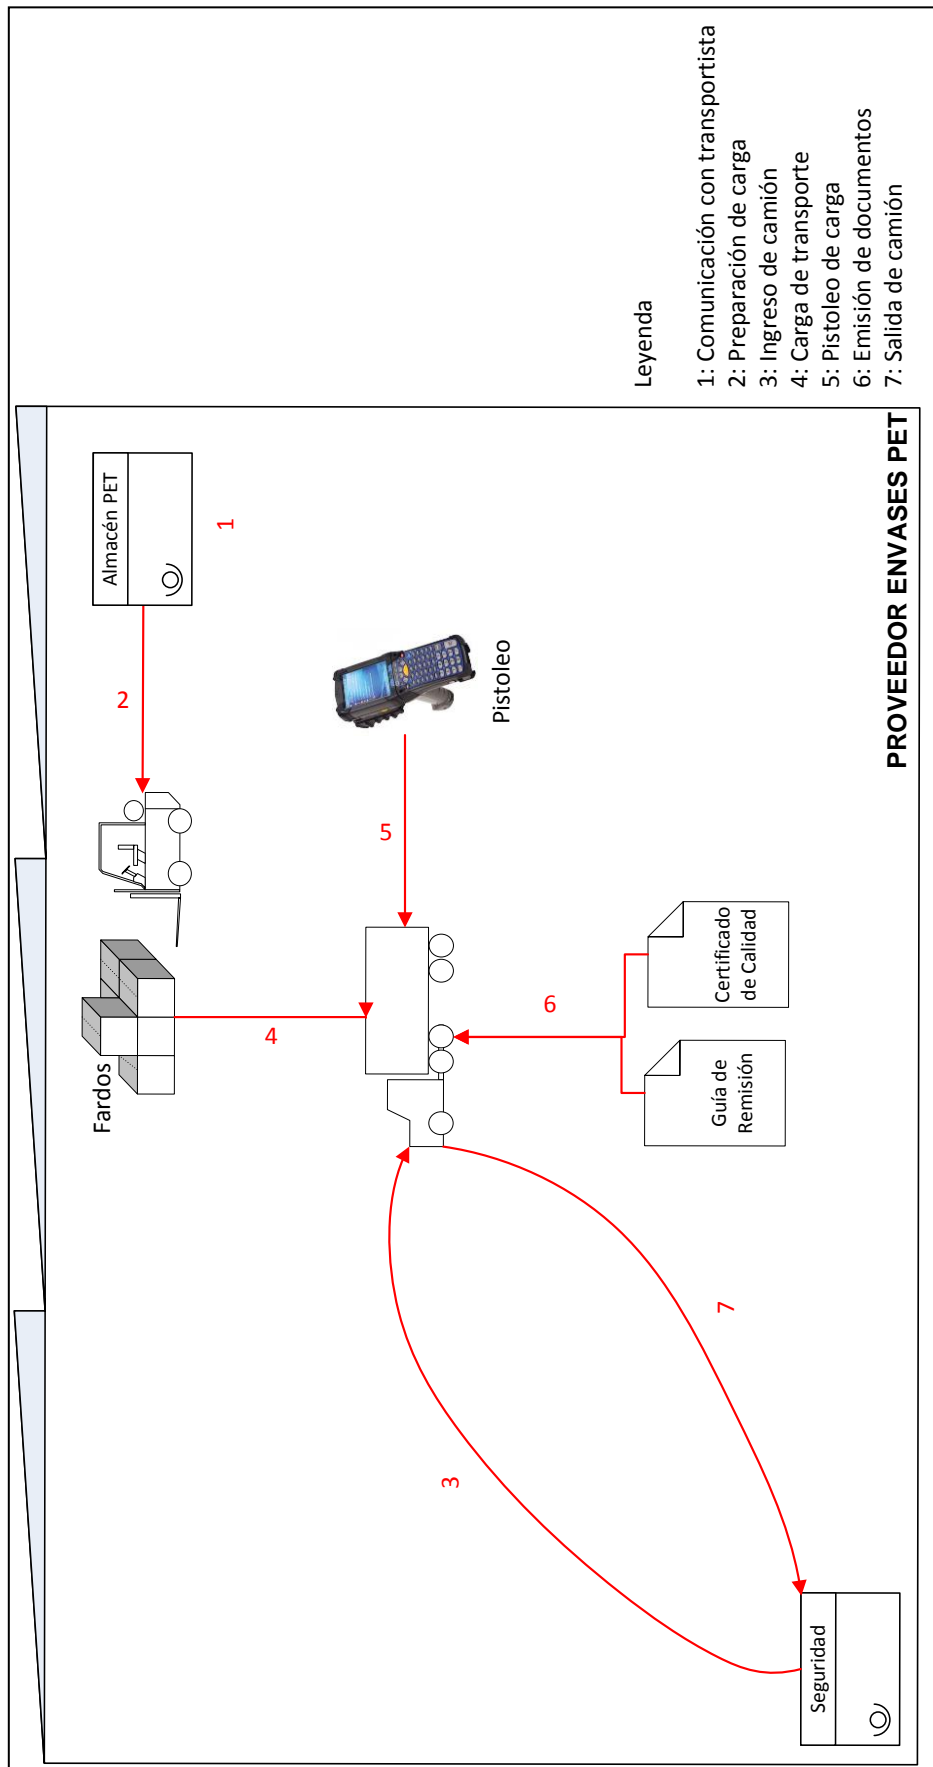 Almacén PET
1
2
Fardos
4
Pistoleo
5
6
Certificado
de Calidad
Guía de
Remisión
3
7
Seguridad
PROVEEDOR ENVASES PET
Leyenda
1: Comunicación con transportista
2: Preparación de carga
3: Ingreso de camión
4: Carga de transporte
5: Pistoleo de carga
6: Emisión de documentos
7: Salida de camión